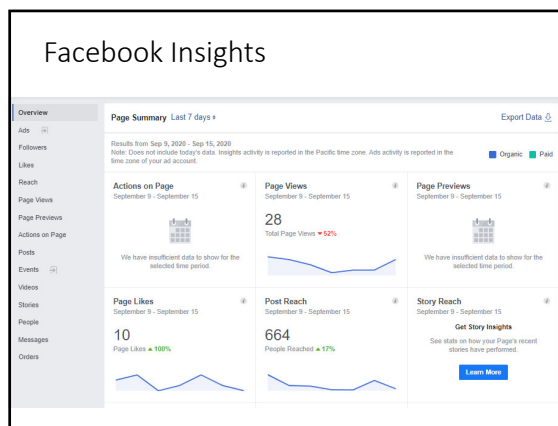 Facebook Insights
Overview
Ads
Followers
Likes
Reach
Page Views
Page Previews
Actions on Page
Posts
Events
Videos
Stories
People
Messages
Orders
Page Summary Last 7 days
Export Data
Results from Sep 9, 2020 - Sep 15, 2020
Note: Does not include today's data. Insights activity is reported in the Pacific time zone. Ads activity is reported in the
time zone of your ad account.
Organic Paid
Actions on Page
September 9 - September 15
We have insufficient data to show for the
selected time period.
Page Views
September 9 - September 15
28
Total Page Views ▼52%
Page Previews
September 9 - September 15
We have insufficient data to show for the
selected time period.
Page Likes
September 9 - September 15
10
Page Likes ▲100%
Post Reach
September 9 - September 15
664
People Reached ▲17%
Story Reach
September 9 - September 15
Get Story Insights
See stats on how your Page's recent
stories have performed.
Learn More